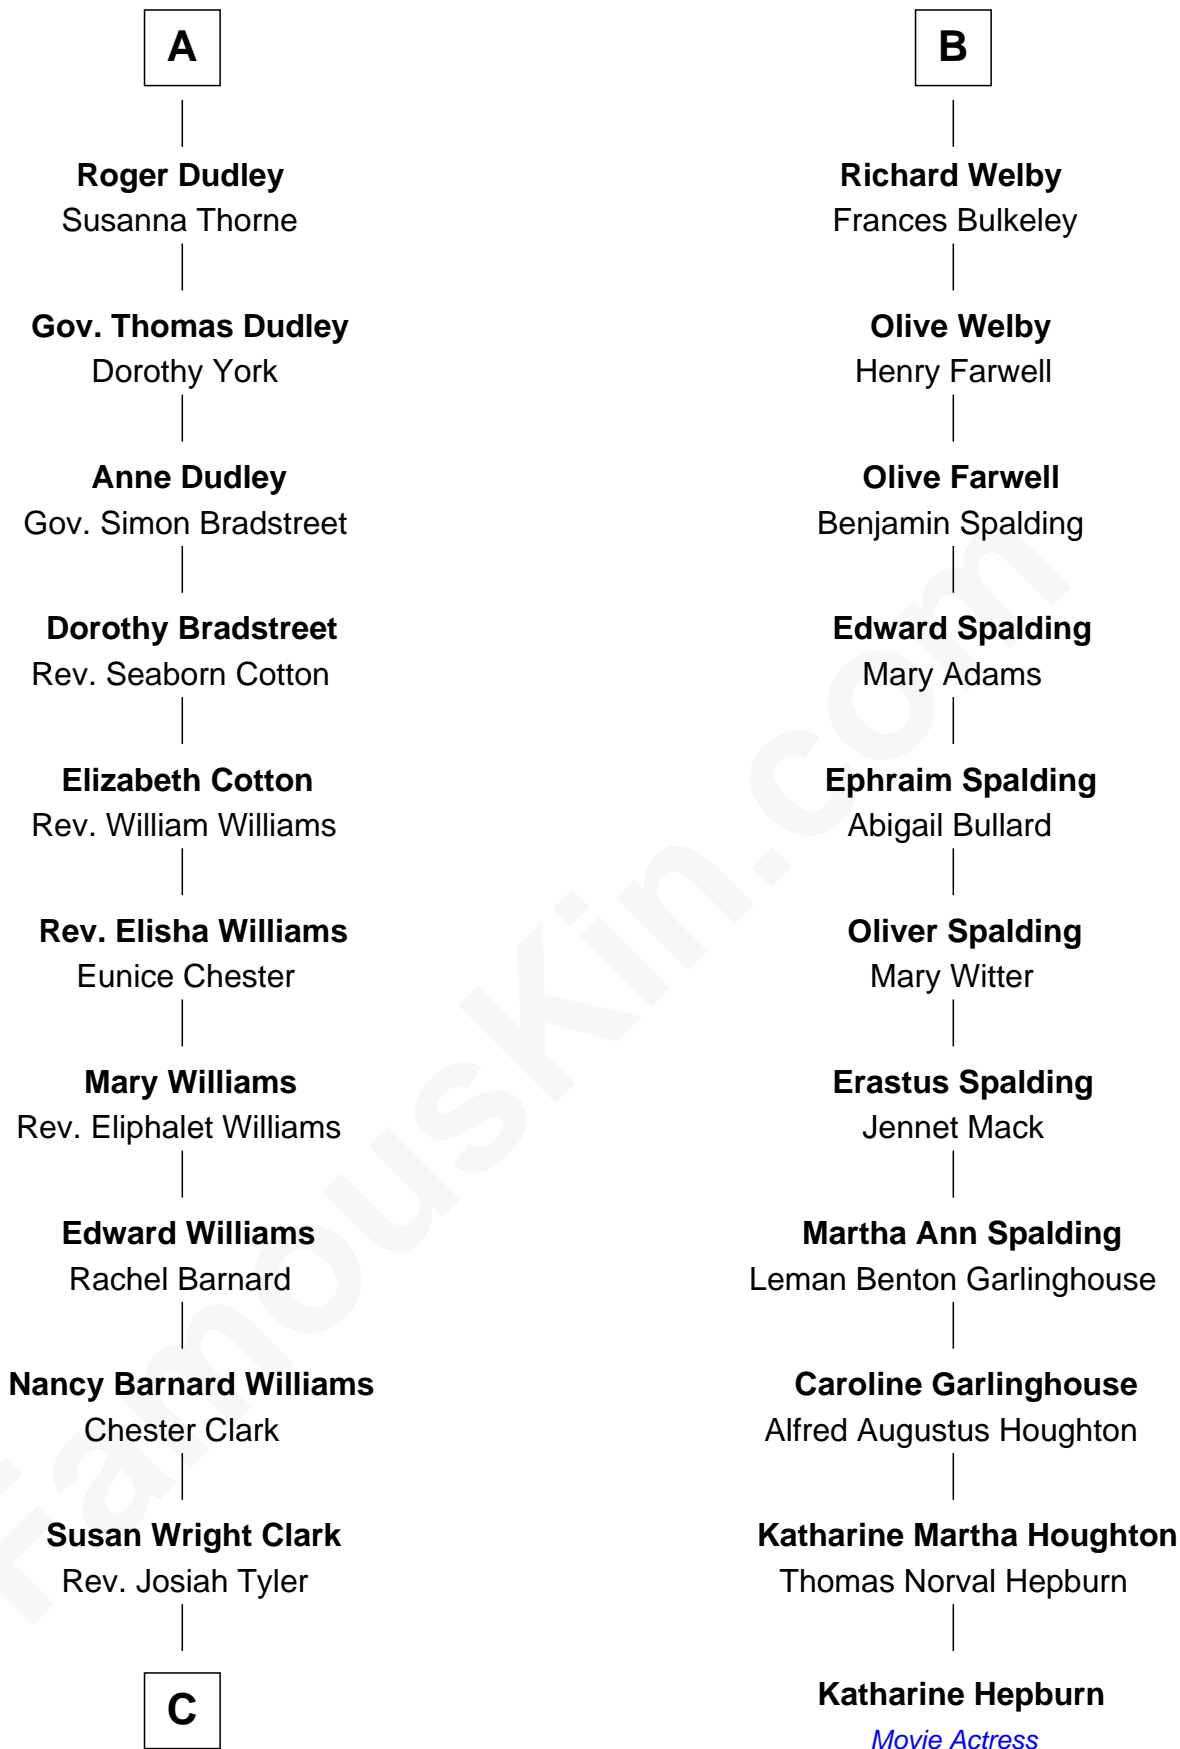 A
Roger Dudley
Susanna Thorne
Gov. Thomas Dudley
Dorothy York
Anne Dudley
Gov. Simon Bradstreet
Dorothy Bradstreet
Rev. Seaborn Cotton
Elizabeth Cotton
Rev. William Williams
Rev. Elisha Williams
Eunice Chester
Mary Williams
Rev. Eliphalet Williams
Edward Williams
Rachel Barnard
Nancy Barnard Williams
Chester Clark
Susan Wright Clark
Rev. Josiah Tyler
C
B
Richard Welby
Frances Bulkeley
Olive Welby
Henry Farwell
Olive Farwell
Benjamin Spalding
Edward Spalding
Mary Adams
Ephraim Spalding
Abigail Bullard
Oliver Spalding
Mary Witter
Erastus Spalding
Jennet Mack
Martha Ann Spalding
Leman Benton Garlinghouse
Caroline Garlinghouse
Alfred Augustus Houghton
Katharine Martha Houghton
Thomas Norval Hepburn
Katharine Hepburn
Movie Actress
FamousKin.com